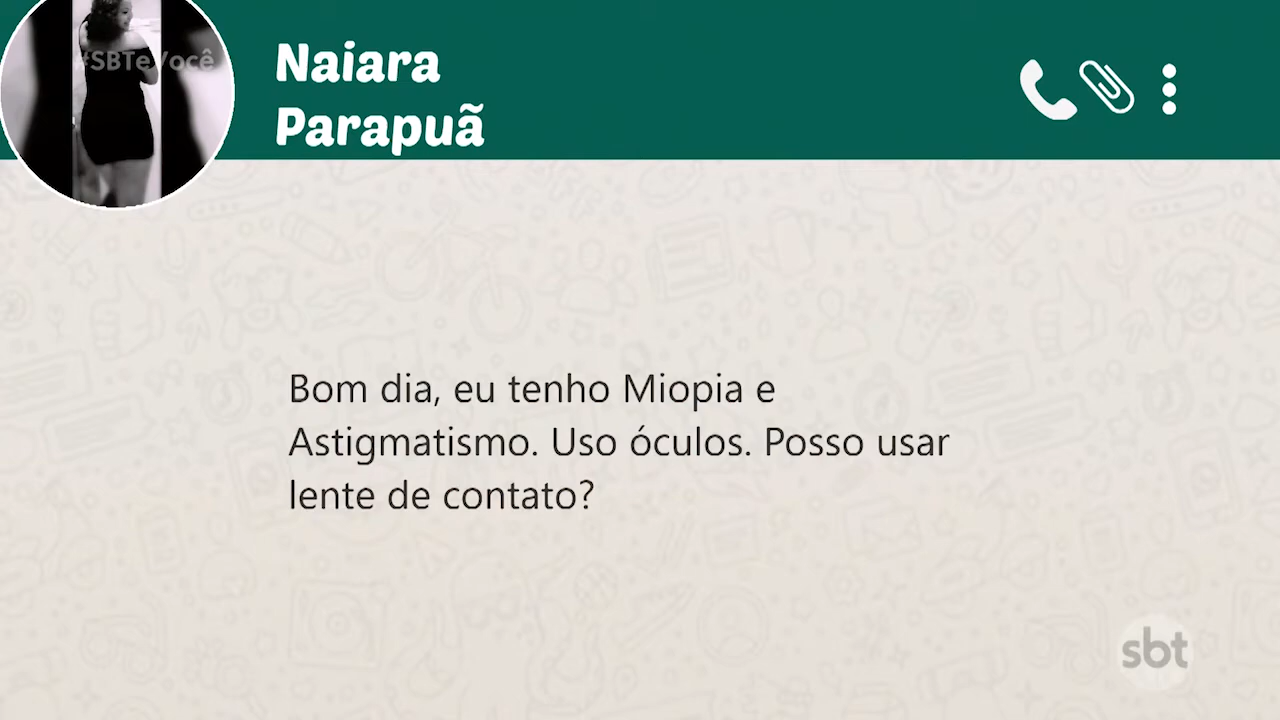 #SBTeVocê
Naiara
Parapuã
Bom dia, eu tenho Miopia e
Astigmatismo. Uso óculos. Posso usar
lente de contato?
sbt